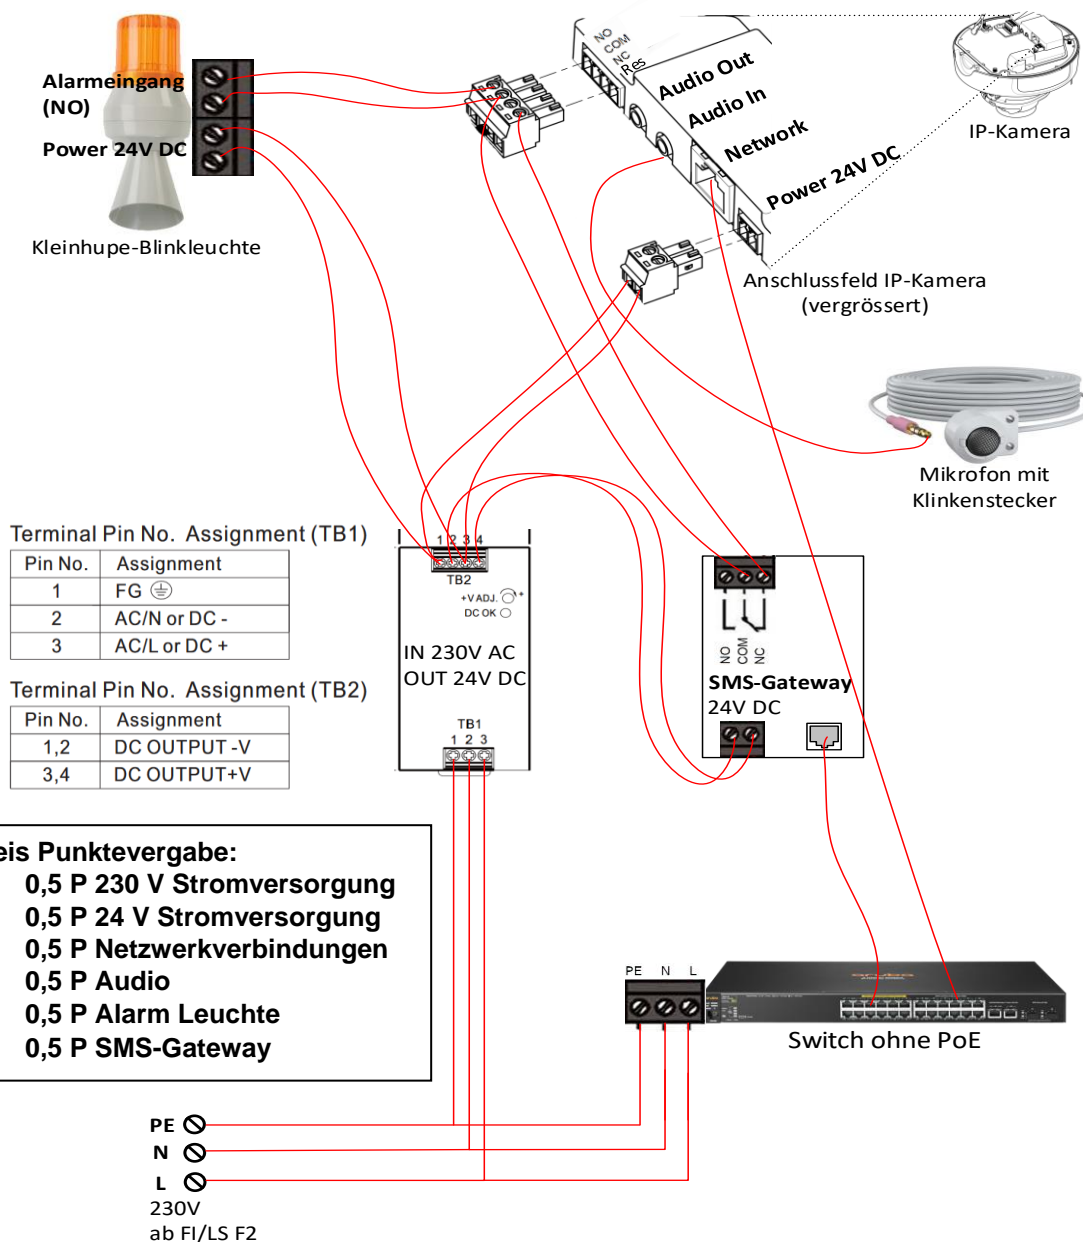 Alarmeingang
(NO)
Power 24V DC
Kleinhupe-Blinkleuchte
NO
COM
NC
Res
Audio Out
Audio In
Network
Power 24V DC
IP-Kamera
Anschlussfeld IP-Kamera
(vergrössert)
Mikrofon mit
Klinkenstecker
Terminal Pin No. Assignment (TB1)
Pin No. Assignment
1 FG
2 AC/N or DC -
3 AC/L or DC +
Terminal Pin No. Assignment (TB2)
Pin No. Assignment
1,2 DC OUTPUT -V
3,4 DC OUTPUT+V
1 2 3 4
TB2
+V ADJ. +
DC OK
IN 230V AC
OUT 24V DC
TB1
1 2 3
NO
COM
NC
SMS-Gateway
24V DC
eis Punktevergabe:
0,5 P 230 V Stromversorgung
0,5 P 24 V Stromversorgung
0,5 P Netzwerkverbindungen
0,5 P Audio
0,5 P Alarm Leuchte
0,5 P SMS-Gateway
PE N L
aruba
Switch ohne PoE
PE
N
L
230V
ab FI/LS F2